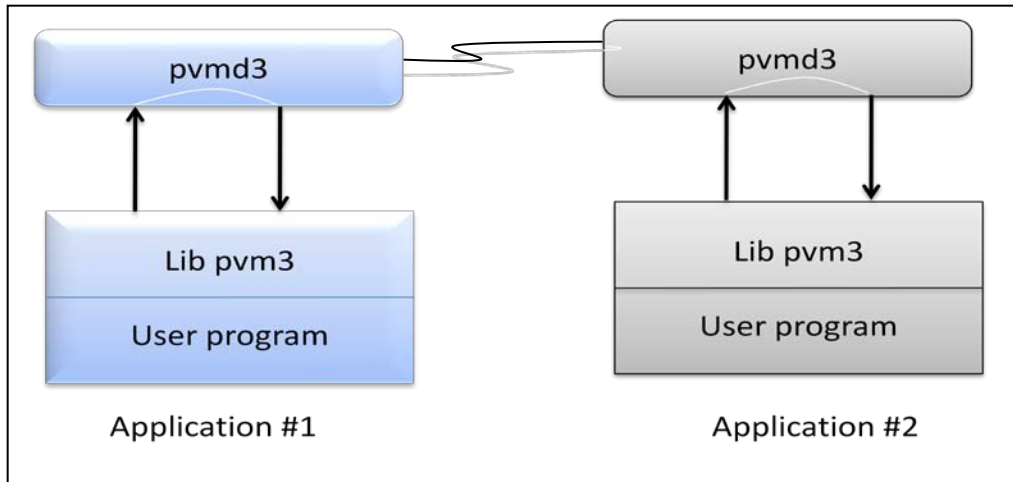 pvmd3
Lib pvm3
User program
Application #1
pvmd3
Lib pvm3
User program
Application #2